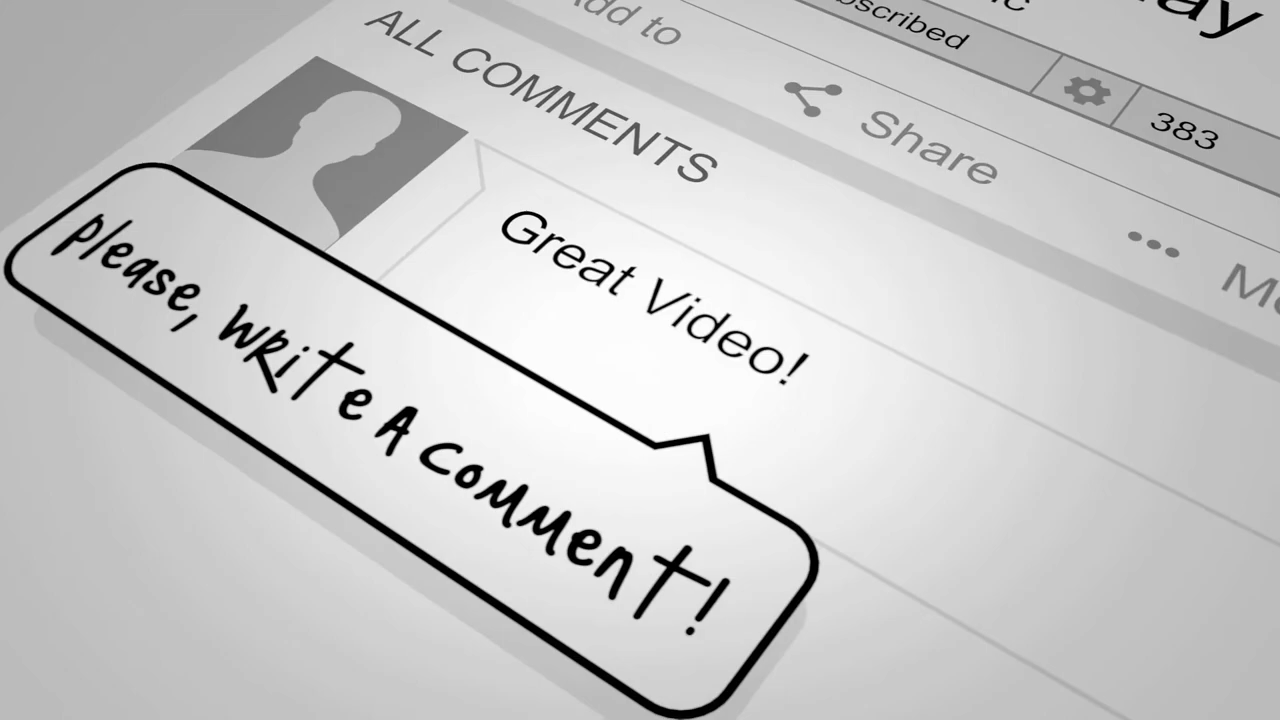 Add to
Share
383
ALL COMMENTS
Great Video!
please, WRite A comment!